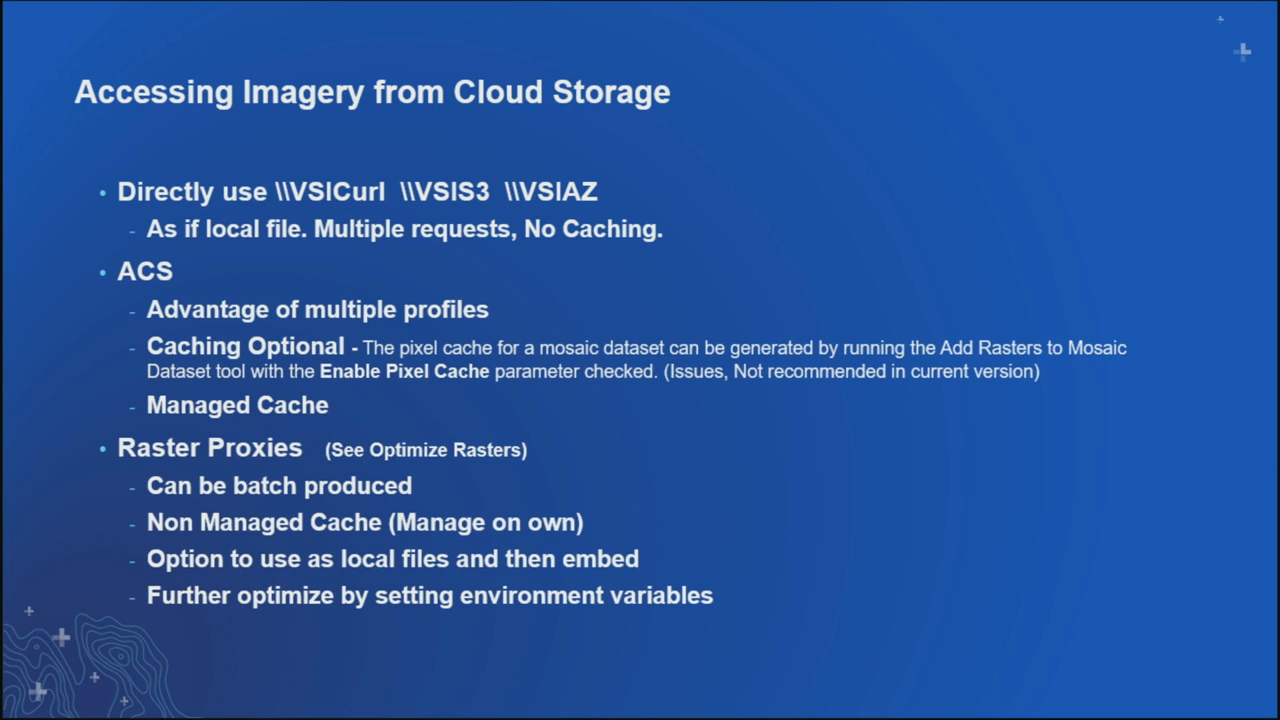 Accessing Imagery from Cloud Storage
• Directly use \\VSICurl \\VSIS3 \\VSIAZ
- As if local file. Multiple requests, No Caching.
• ACS
- Advantage of multiple profiles
- Caching Optional - The pixel cache for a mosaic dataset can be generated by running the Add Rasters to Mosaic
Dataset tool with the Enable Pixel Cache parameter checked. (Issues, Not recommended in current version)
- Managed Cache
• Raster Proxies (See Optimize Rasters)
- Can be batch produced
- Non Managed Cache (Manage on own)
- Option to use as local files and then embed
- Further optimize by setting environment variables